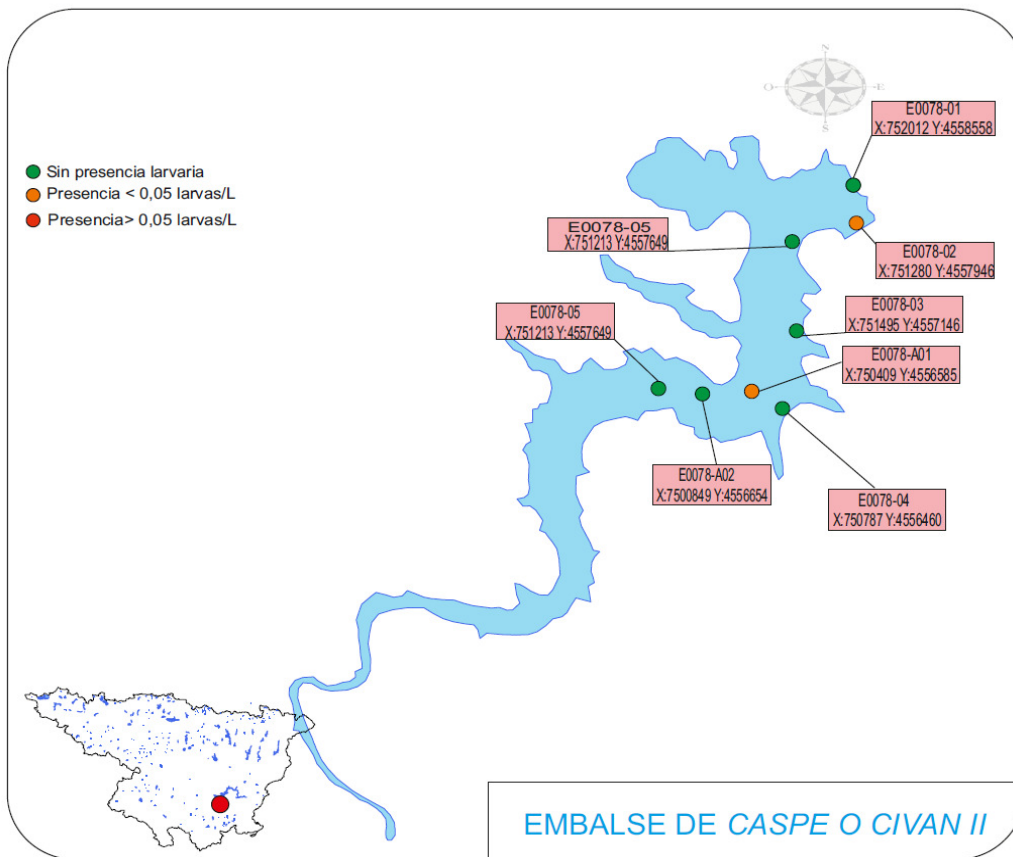 N
O
E
S
E0078-01
X:752012 Y:4558558
Sin presencia larvaria
Presencia < 0,05 larvas/L
Presencia> 0,05 larvas/L
E0078-05
X:751213 Y:4557649
E0078-02
X:751280 Y:4557946
E0078-05
X:751213 Y:4557649
E0078-03
X:751495 Y:4557146
E0078-A01
X:750409 Y:4556585
E0078-A02
X:7500849 Y:4556654
E0078-04
X:750787 Y:4556460
EMBALSE DE CASPE O CIVAN II